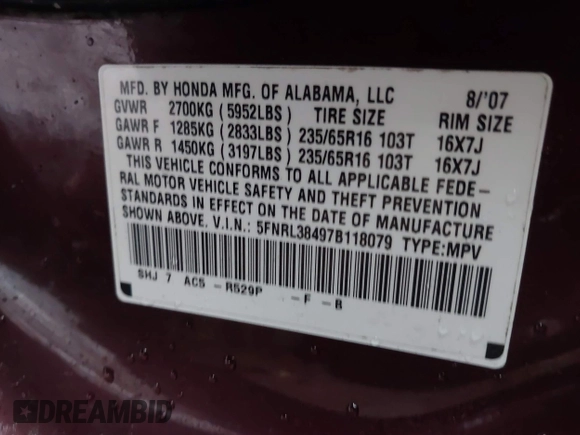 MFD. BY HONDA MFG. OF ALABAMA, LLC 8/'07
GVWR 2700KG (5952LBS) TIRE SIZE RIM SIZE
GAWR F 1285KG (2833LBS) 235/65R16 103T 16X7J
GAWR R 1450KG (3197LBS) 235/65R16 103T 16X7J
THIS VEHICLE CONFORMS TO ALL APPLICABLE FEDE-
RAL MOTOR VEHICLE SAFETY AND THEFT PREVENTION
STANDARDS IN EFFECT ON THE DATE OF MANUFACTURE
SHOWN ABOVE. V.I.N.: 5FNRL38497B118079 TYPE:MPV
SHJ 7 AC5 - R529P - F - B
DREAMBID